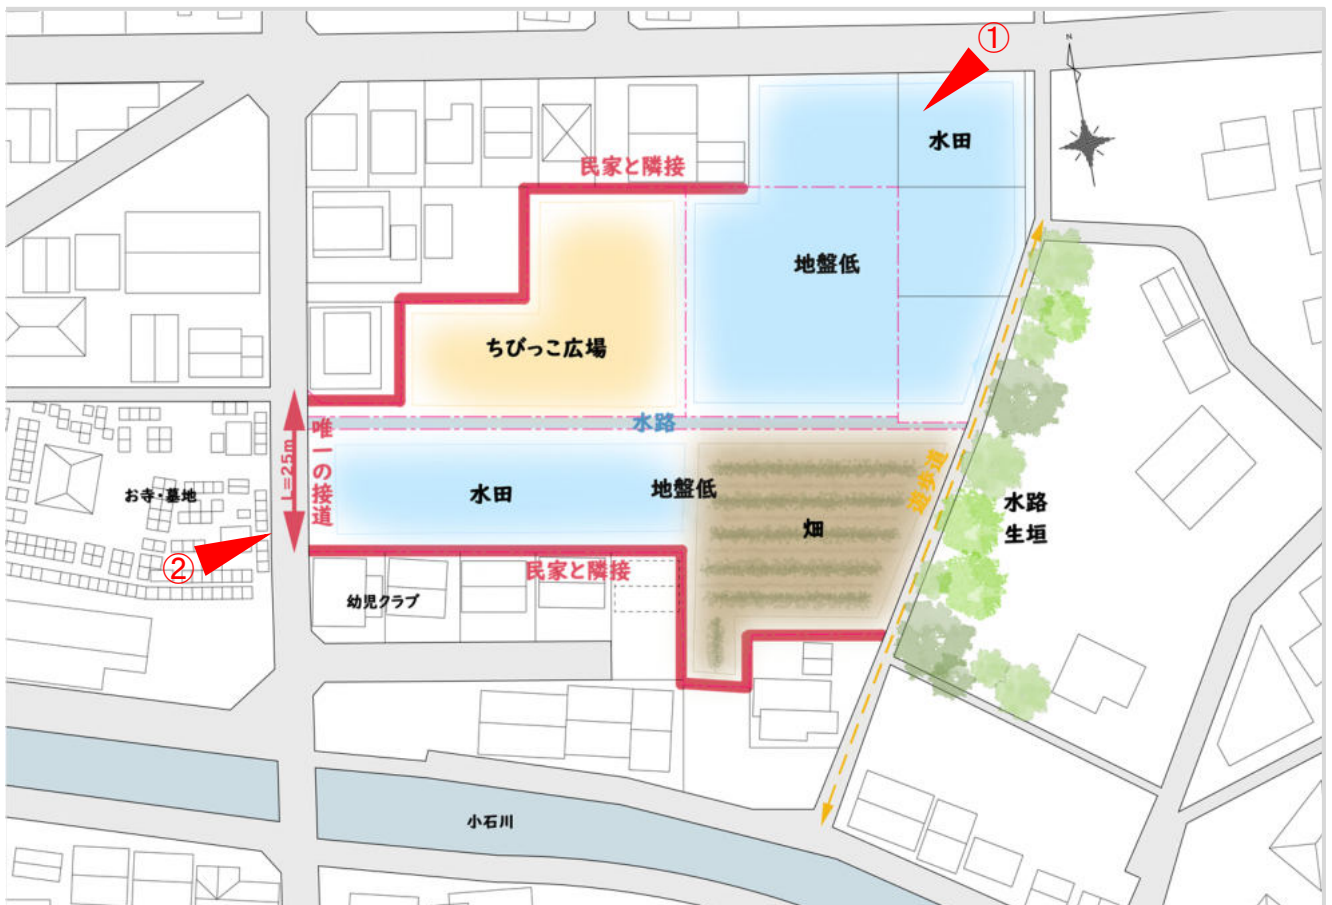 ①
N
水田
民家と隣接
地盤低
ちびっこ広場
水路
唯一の接道
L=25m
お寺・墓地
水田
地盤低
畑
遊歩道
水路
生垣
②
民家と隣接
幼児クラブ
小石川